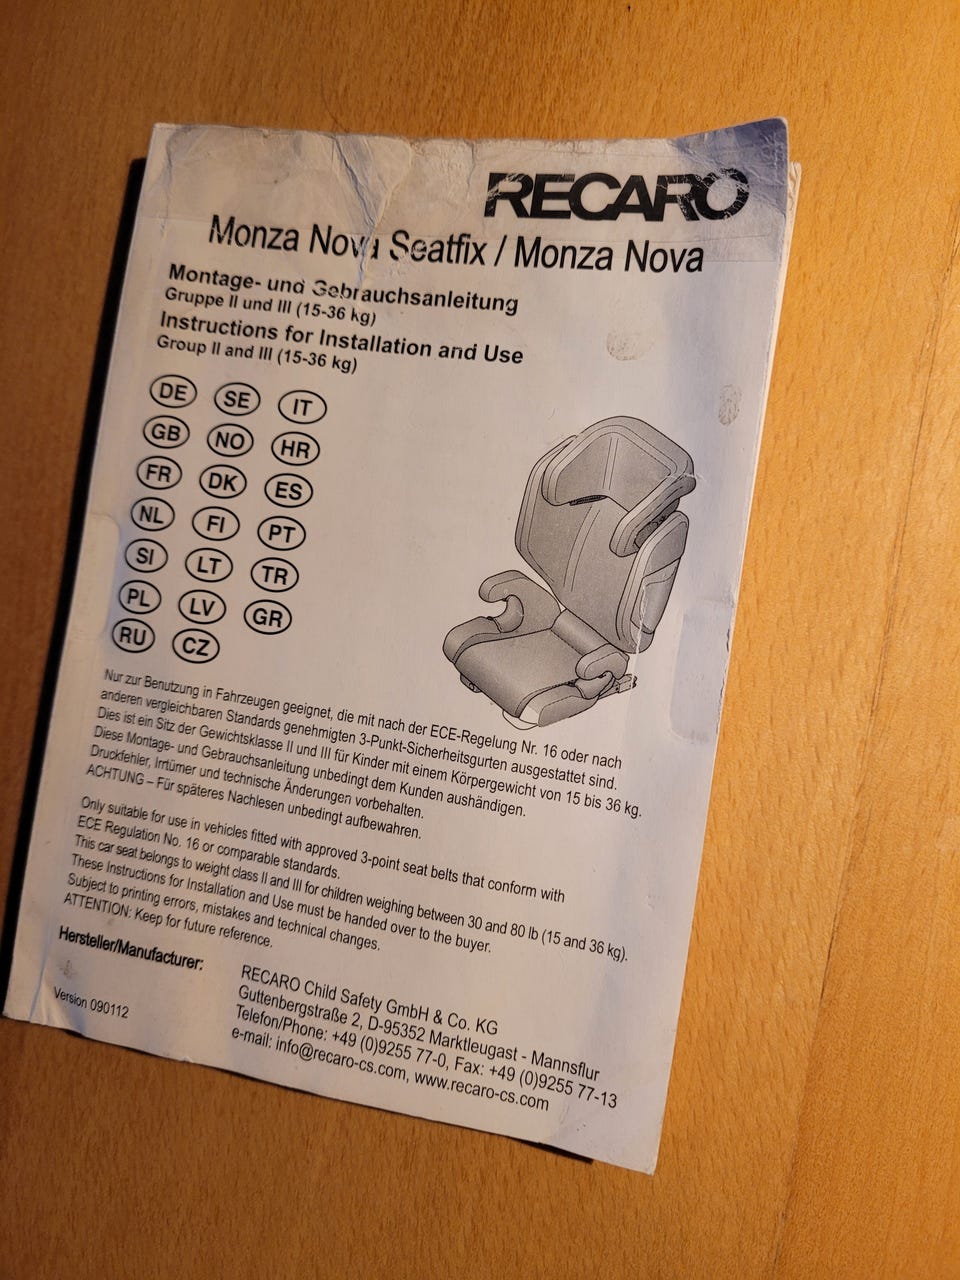 RECARO
Monza Nova Seatfix / Monza Nova
Montage- und Gebrauchsanleitung
Gruppe II und III (15-36 kg)
Instructions for Installation and Use
Group II and III (15-36 kg)
DE SE IT
GB NO HR
FR DK ES
NL FI PT
SI LT TR
PL LV GR
RU CZ
Nur zur Benutzung in Fahrzeugen geeignet, die mit nach der ECE-Regelung Nr. 16 oder nach
anderen vergleichbaren Standards genehmigten 3-Punkt-Sicherheitsgurten ausgestattet sind.
Dies ist ein Sitz der Gewichtsklasse II und III für Kinder mit einem Körpergewicht von 15 bis 36 kg.
Diese Montage- und Gebrauchsanleitung unbedingt dem Kunden aushändigen.
Druckfehler, Irrtümer und technische Änderungen vorbehalten.
ACHTUNG – Für späteres Nachlesen unbedingt aufbewahren.
Only suitable for use in vehicles fitted with approved 3-point seat belts that conform with
ECE Regulation No. 16 or comparable standards.
This car seat belongs to weight class II and III for children weighing between 30 and 80 lb (15 and 36 kg).
These Instructions for Installation and Use must be handed over to the buyer.
Subject to printing errors, mistakes and technical changes.
ATTENTION: Keep for future reference.
Hersteller/Manufacturer:
RECARO Child Safety GmbH & Co. KG
Guttenbergstraße 2, D-95352 Marktleugast - Mannsflur
Telefon/Phone: +49 (0)9255 77-0, Fax: +49 (0)9255 77-13
e-mail: info@recaro-cs.com, www.recaro-cs.com
Version 090112